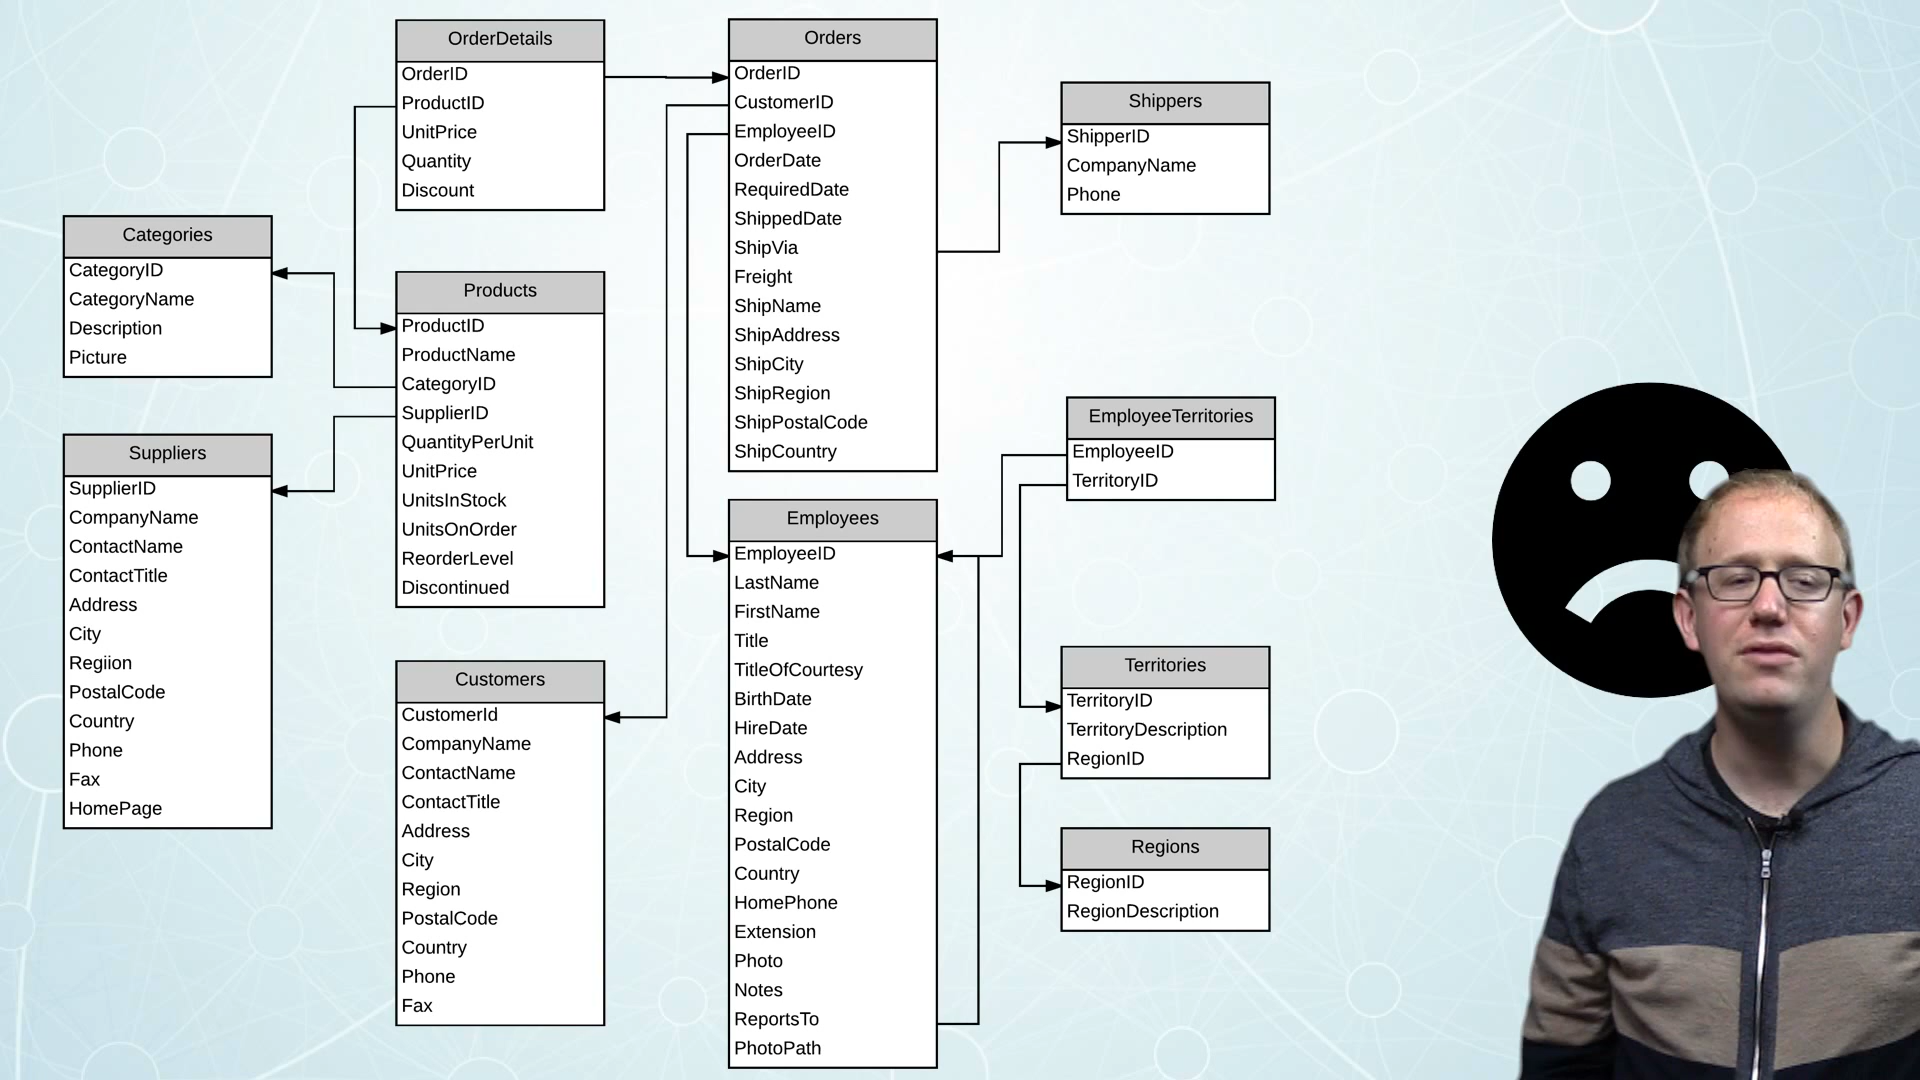 OrderDetails
OrderID
ProductID
UnitPrice
Quantity
Discount
Orders
OrderID
CustomerID
EmployeeID
OrderDate
RequiredDate
ShippedDate
ShipVia
Freight
ShipName
ShipAddress
ShipCity
ShipRegion
ShipPostalCode
ShipCountry
Shippers
ShipperID
CompanyName
Phone
Categories
CategoryID
CategoryName
Description
Picture
Products
ProductID
ProductName
CategoryID
SupplierID
QuantityPerUnit
UnitPrice
UnitsInStock
UnitsOnOrder
ReorderLevel
Discontinued
EmployeeTerritories
EmployeeID
TerritoryID
Suppliers
SupplierID
CompanyName
ContactName
ContactTitle
Address
City
Regiion
PostalCode
Country
Phone
Fax
HomePage
Employees
EmployeeID
LastName
FirstName
Title
TitleOfCourtesy
BirthDate
HireDate
Address
City
Region
PostalCode
Country
HomePhone
Extension
Photo
Notes
ReportsTo
PhotoPath
Territories
TerritoryID
TerritoryDescription
RegionID
Customers
CustomerId
CompanyName
ContactName
ContactTitle
Address
City
Region
PostalCode
Country
Phone
Fax
Regions
RegionID
RegionDescription